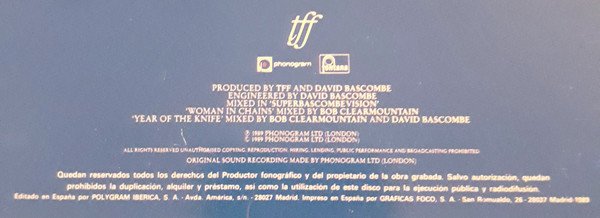 tff
phonogram
fontana
PRODUCED BY TFF AND DAVID BASCOMBE
ENGINEERED BY DAVID BASCOMBE
MIXED IN 'SUPERBASCOMBEVISION'
'WOMAN IN CHAINS' MIXED BY BOB CLEARMOUNTAIN
'YEAR OF THE KNIFE' MIXED BY BOB CLEARMOUNTAIN AND DAVID BASCOMBE
℗ 1989 PHONOGRAM LTD (LONDON)
© 1989 PHONOGRAM LTD (LONDON)
ALL RIGHTS RESERVED UNAUTHORISED COPYING, REPRODUCTION, HIRING, LENDING, PUBLIC PERFORMANCE AND BROADCASTING PROHIBITED.
ORIGINAL SOUND RECORDING MADE BY PHONOGRAM LTD (LONDON)
Quedan reservados todos los derechos del Productor fonográfico y del propietario de la obra grabada. Salvo autorización, quedan
prohibidos la duplicación, alquiler y préstamo, así como la utilización de este disco para la ejecución pública y radiodifusión.
Editado en España por POLYGRAM IBERICA, S. A. - Avda. América, s/n. - 28027 Madrid. Impreso en España por GRAFICAS FOCO, S. A. - San Romualdo, 26 - 28037 Madrid-1989